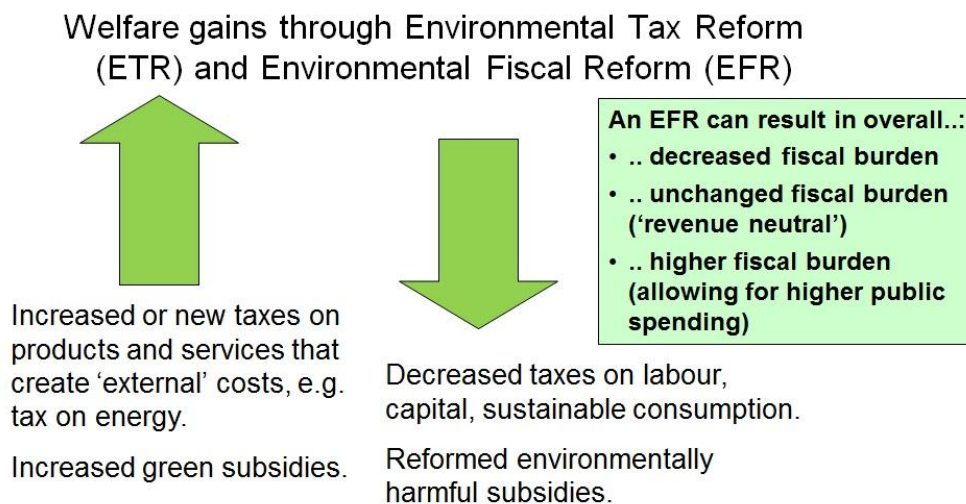 Welfare gains through Environmental Tax Reform
(ETR) and Environmental Fiscal Reform (EFR)
An EFR can result in overall..:
• .. decreased fiscal burden
• .. unchanged fiscal burden
(‘revenue neutral’)
• .. higher fiscal burden
(allowing for higher public
spending)
Increased or new taxes on
products and services that
create ‘external’ costs, e.g.
tax on energy.
Increased green subsidies.
Decreased taxes on labour,
capital, sustainable consumption.
Reformed environmentally
harmful subsidies.